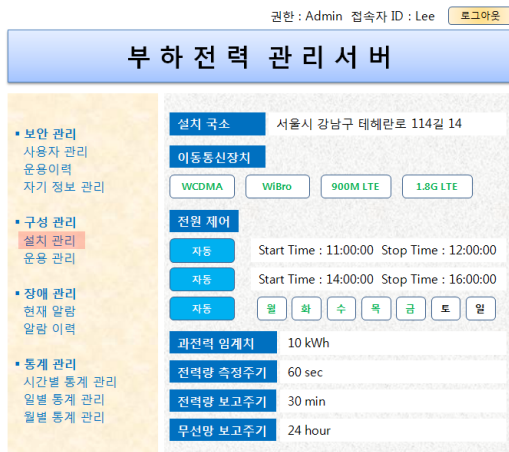 권한 : Admin 접속자 ID : Lee 로그아웃
부하전력 관리서버
보안 관리
사용자 관리
운용이력
자기 정보 관리
구성 관리
설치 관리
운용 관리
장애 관리
현재 알람
알람 이력
통계 관리
시간별 통계 관리
일별 통계 관리
월별 통계 관리
설치 국소 서울시 강남구 테헤란로 114길 14
이동통신장치
WCDMA WiBro 900M LTE 1.8G LTE
전원 제어
자동 Start Time : 11:00:00 Stop Time : 12:00:00
자동 Start Time : 14:00:00 Stop Time : 16:00:00
자동 월 화 수 목 금 토 일
과전력 임계치 10 kWh
전력량 측정주기 60 sec
전력량 보고주기 30 min
무선망 보고주기 24 hour